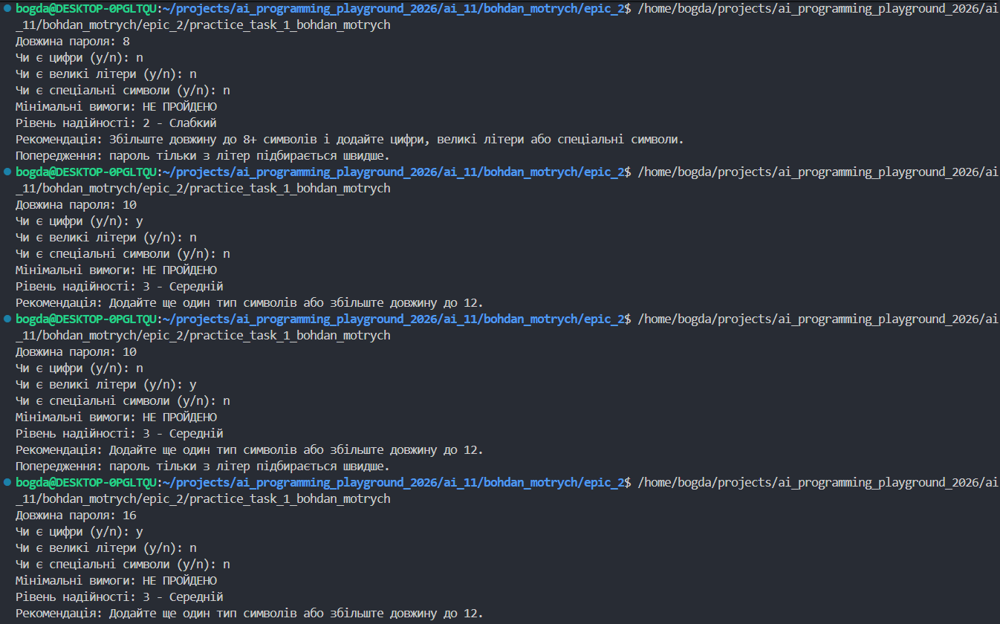 bogda@DESKTOP-0PGLTQU:~/projects/ai_programming_playground_2026/ai_11/bohdan_motrych/epic_2$ /home/bogda/projects/ai_programming_playground_2026/ai
_11/bohdan_motrych/epic_2/practice_task_1_bohdan_motrych
Довжина пароля: 8
Чи є цифри (y/n): n
Чи є великі літери (y/n): n
Чи є спеціальні символи (y/n): n
Мінімальні вимоги: НЕ ПРОЙДЕНО
Рівень надійності: 2 - Слабкий
Рекомендація: Збільште довжину до 8+ символів і додайте цифри, великі літери або спеціальні символи.
Попередження: пароль тільки з літер підбирається швидше.
bogda@DESKTOP-0PGLTQU:~/projects/ai_programming_playground_2026/ai_11/bohdan_motrych/epic_2$ /home/bogda/projects/ai_programming_playground_2026/ai
_11/bohdan_motrych/epic_2/practice_task_1_bohdan_motrych
Довжина пароля: 10
Чи є цифри (y/n): y
Чи є великі літери (y/n): n
Чи є спеціальні символи (y/n): n
Мінімальні вимоги: НЕ ПРОЙДЕНО
Рівень надійності: 3 - Середній
Рекомендація: Додайте ще один тип символів або збільште довжину до 12.
bogda@DESKTOP-0PGLTQU:~/projects/ai_programming_playground_2026/ai_11/bohdan_motrych/epic_2$ /home/bogda/projects/ai_programming_playground_2026/ai
_11/bohdan_motrych/epic_2/practice_task_1_bohdan_motrych
Довжина пароля: 10
Чи є цифри (y/n): n
Чи є великі літери (y/n): y
Чи є спеціальні символи (y/n): n
Мінімальні вимоги: НЕ ПРОЙДЕНО
Рівень надійності: 3 - Середній
Рекомендація: Додайте ще один тип символів або збільште довжину до 12.
Попередження: пароль тільки з літер підбирається швидше.
bogda@DESKTOP-0PGLTQU:~/projects/ai_programming_playground_2026/ai_11/bohdan_motrych/epic_2$ /home/bogda/projects/ai_programming_playground_2026/ai
_11/bohdan_motrych/epic_2/practice_task_1_bohdan_motrych
Довжина пароля: 16
Чи є цифри (y/n): y
Чи є великі літери (y/n): n
Чи є спеціальні символи (y/n): n
Мінімальні вимоги: НЕ ПРОЙДЕНО
Рівень надійності: 3 - Середній
Рекомендація: Додайте ще один тип символів або збільште довжину до 12.